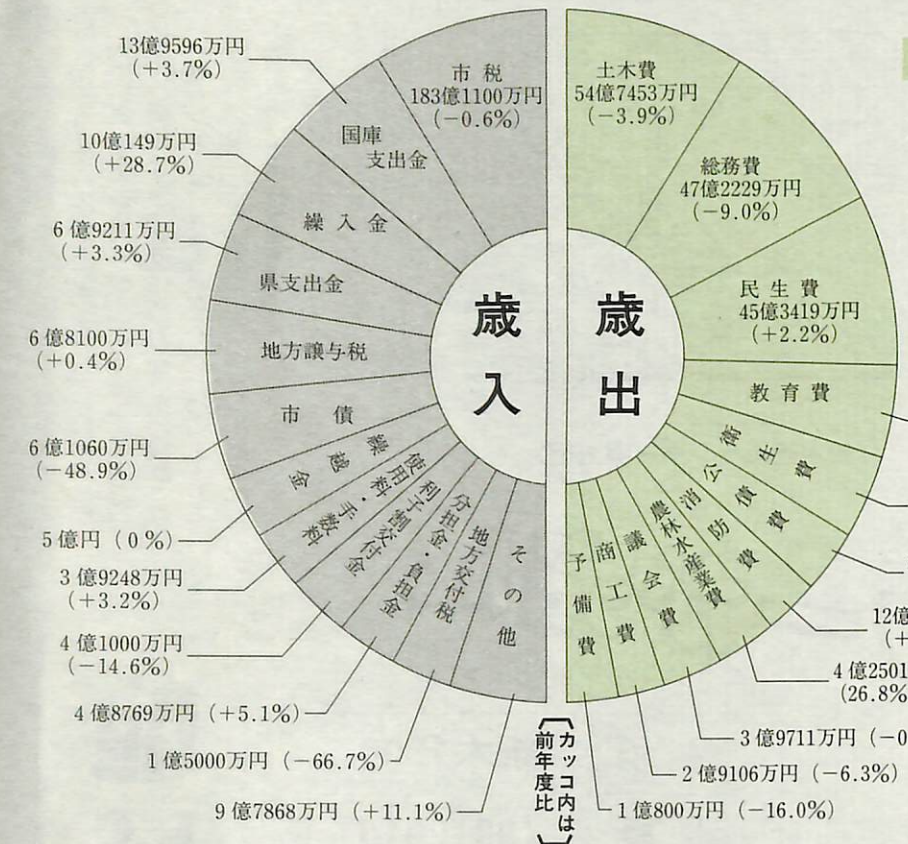 歳入
市税
183億1100万円
(-0.6%)
国庫
支出金
13億9596万円
(+3.7%)
繰入金
10億149万円
(+28.7%)
県支出金
6億9211万円
(+3.3%)
地方譲与税
6億8100万円
(+0.4%)
市債
6億1060万円
(-48.9%)
繰越金
5億円(0%)
使用料・手数料
3億9248万円
(+3.2%)
利子割交付金
4億1000万円
(-14.6%)
分担金・負担金
4億8769万円(+5.1%)
地方交付税
1億5000万円(-66.7%)
その他
9億7868万円(+11.1%)
歳出
土木費
54億7453万円
(-3.9%)
総務費
47億2229万円
(-9.0%)
民生費
45億3419万円
(+2.2%)
教育費
衛生費
公債費
消防費
12億
(+
農林水産業費
4億2501
(26.8%
議会費
3億9711万円(-0
商工費
2億9106万円(-6.3%)
予備費
1億800万円(-16.0%)
カッコ内は
前年度比